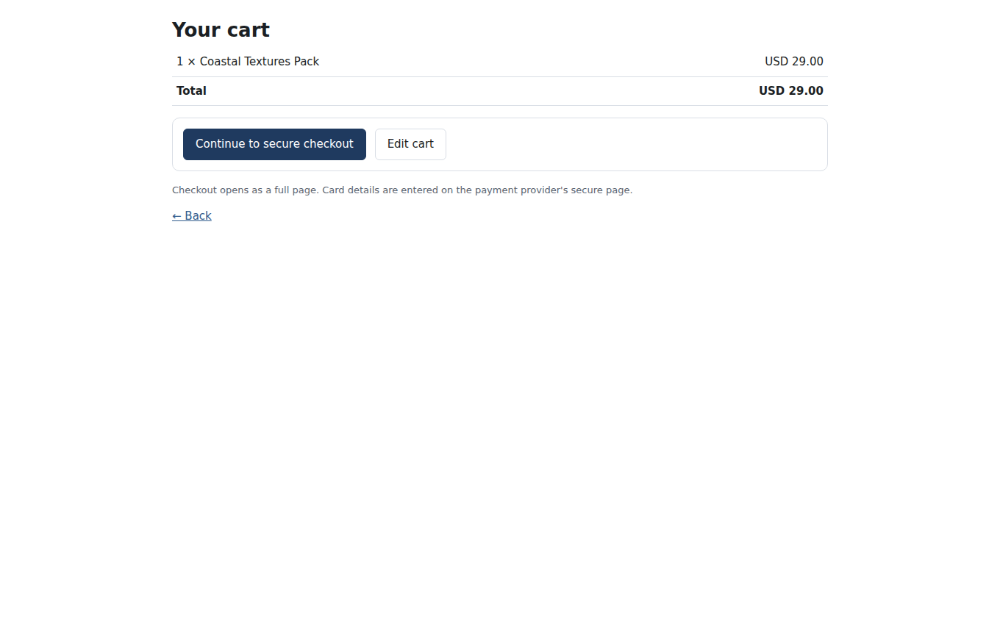 Your cart
1 × Coastal Textures Pack USD 29.00
Total USD 29.00
Continue to secure checkout Edit cart
Checkout opens as a full page. Card details are entered on the payment provider's secure page.
← Back